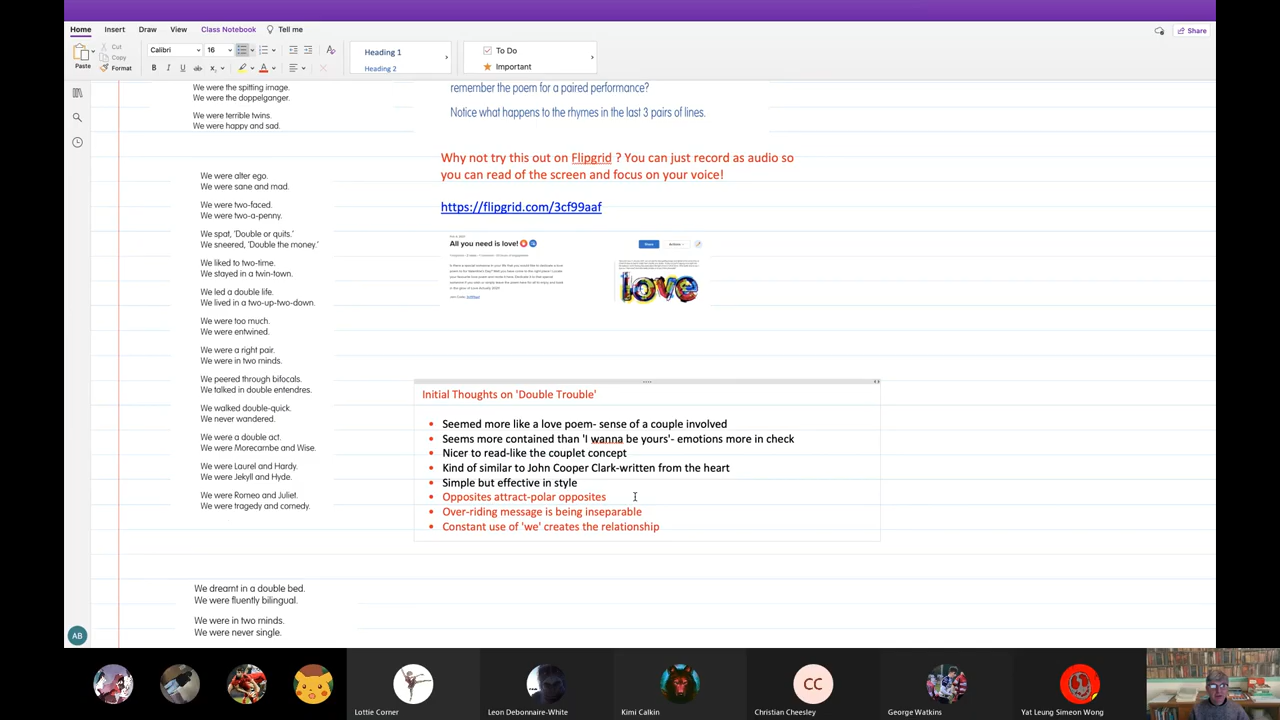 Home Insert Draw View Class Notebook Tell me
Share
Paste
Cut
Copy
Format
Calibri 16
B I U ab
Heading 1
Heading 2
To Do
Important
We were the spitting image.
We were the doppelganger.
We were terrible twins.
We were happy and sad.
We were alter ego.
We were sane and mad.
We were two-faced.
We were two-a-penny.
We spat, 'Double or quits.'
We sneered, 'Double the money.'
We liked to two-time.
We stayed in a twin-town.
We led a double life.
We lived in a two-up-two-down.
We were too much.
We were entwined.
We were a right pair.
We were in two minds.
We peered through bifocals.
We talked in double entendres.
We walked double-quick.
We never wandered.
We were a double act.
We were Morecambe and Wise.
We were Laurel and Hardy.
We were Jekyll and Hyde.
We were Romeo and Juliet.
We were tragedy and comedy.
We dreamt in a double bed.
We were fluently bilingual.
We were in two minds.
We were never single.
remember the poem for a paired performance?
Notice what happens to the rhymes in the last 3 pairs of lines.
Why not try this out on Flipgrid ? You can just record as audio so
you can read of the screen and focus on your voice!
https://flipgrid.com/3cf99aaf
All you need is love!
Share
Actions
love
Initial Thoughts on 'Double Trouble'
• Seemed more like a love poem- sense of a couple involved
• Seems more contained than 'I wanna be yours'- emotions more in check
• Nicer to read-like the couplet concept
• Kind of similar to John Cooper Clark-written from the heart
• Simple but effective in style
• Opposites attract-polar opposites
• Over-riding message is being inseparable
• Constant use of 'we' creates the relationship
AB
CC
Lottie Corner
Leon Debonnaire-White
Kimi Calkin
Christian Cheesley
George Watkins
Yat Leung Simeon Wong